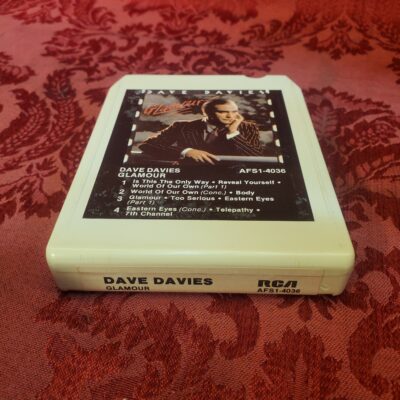 DAVE DAVIES
Glamour
DAVE DAVIES AFS1-4036
GLAMOUR
1 Is This The Only Way • Reveal Yourself •
World Of Our Own (Part 1)
2 World Of Our Own (Conc.) • Body
3 Glamour • Too Serious • Eastern Eyes
(Part 1)
4 Eastern Eyes (Conc.) • Telepathy •
7th Channel
DAVE DAVIES RCA
GLAMOUR AFS1-4036